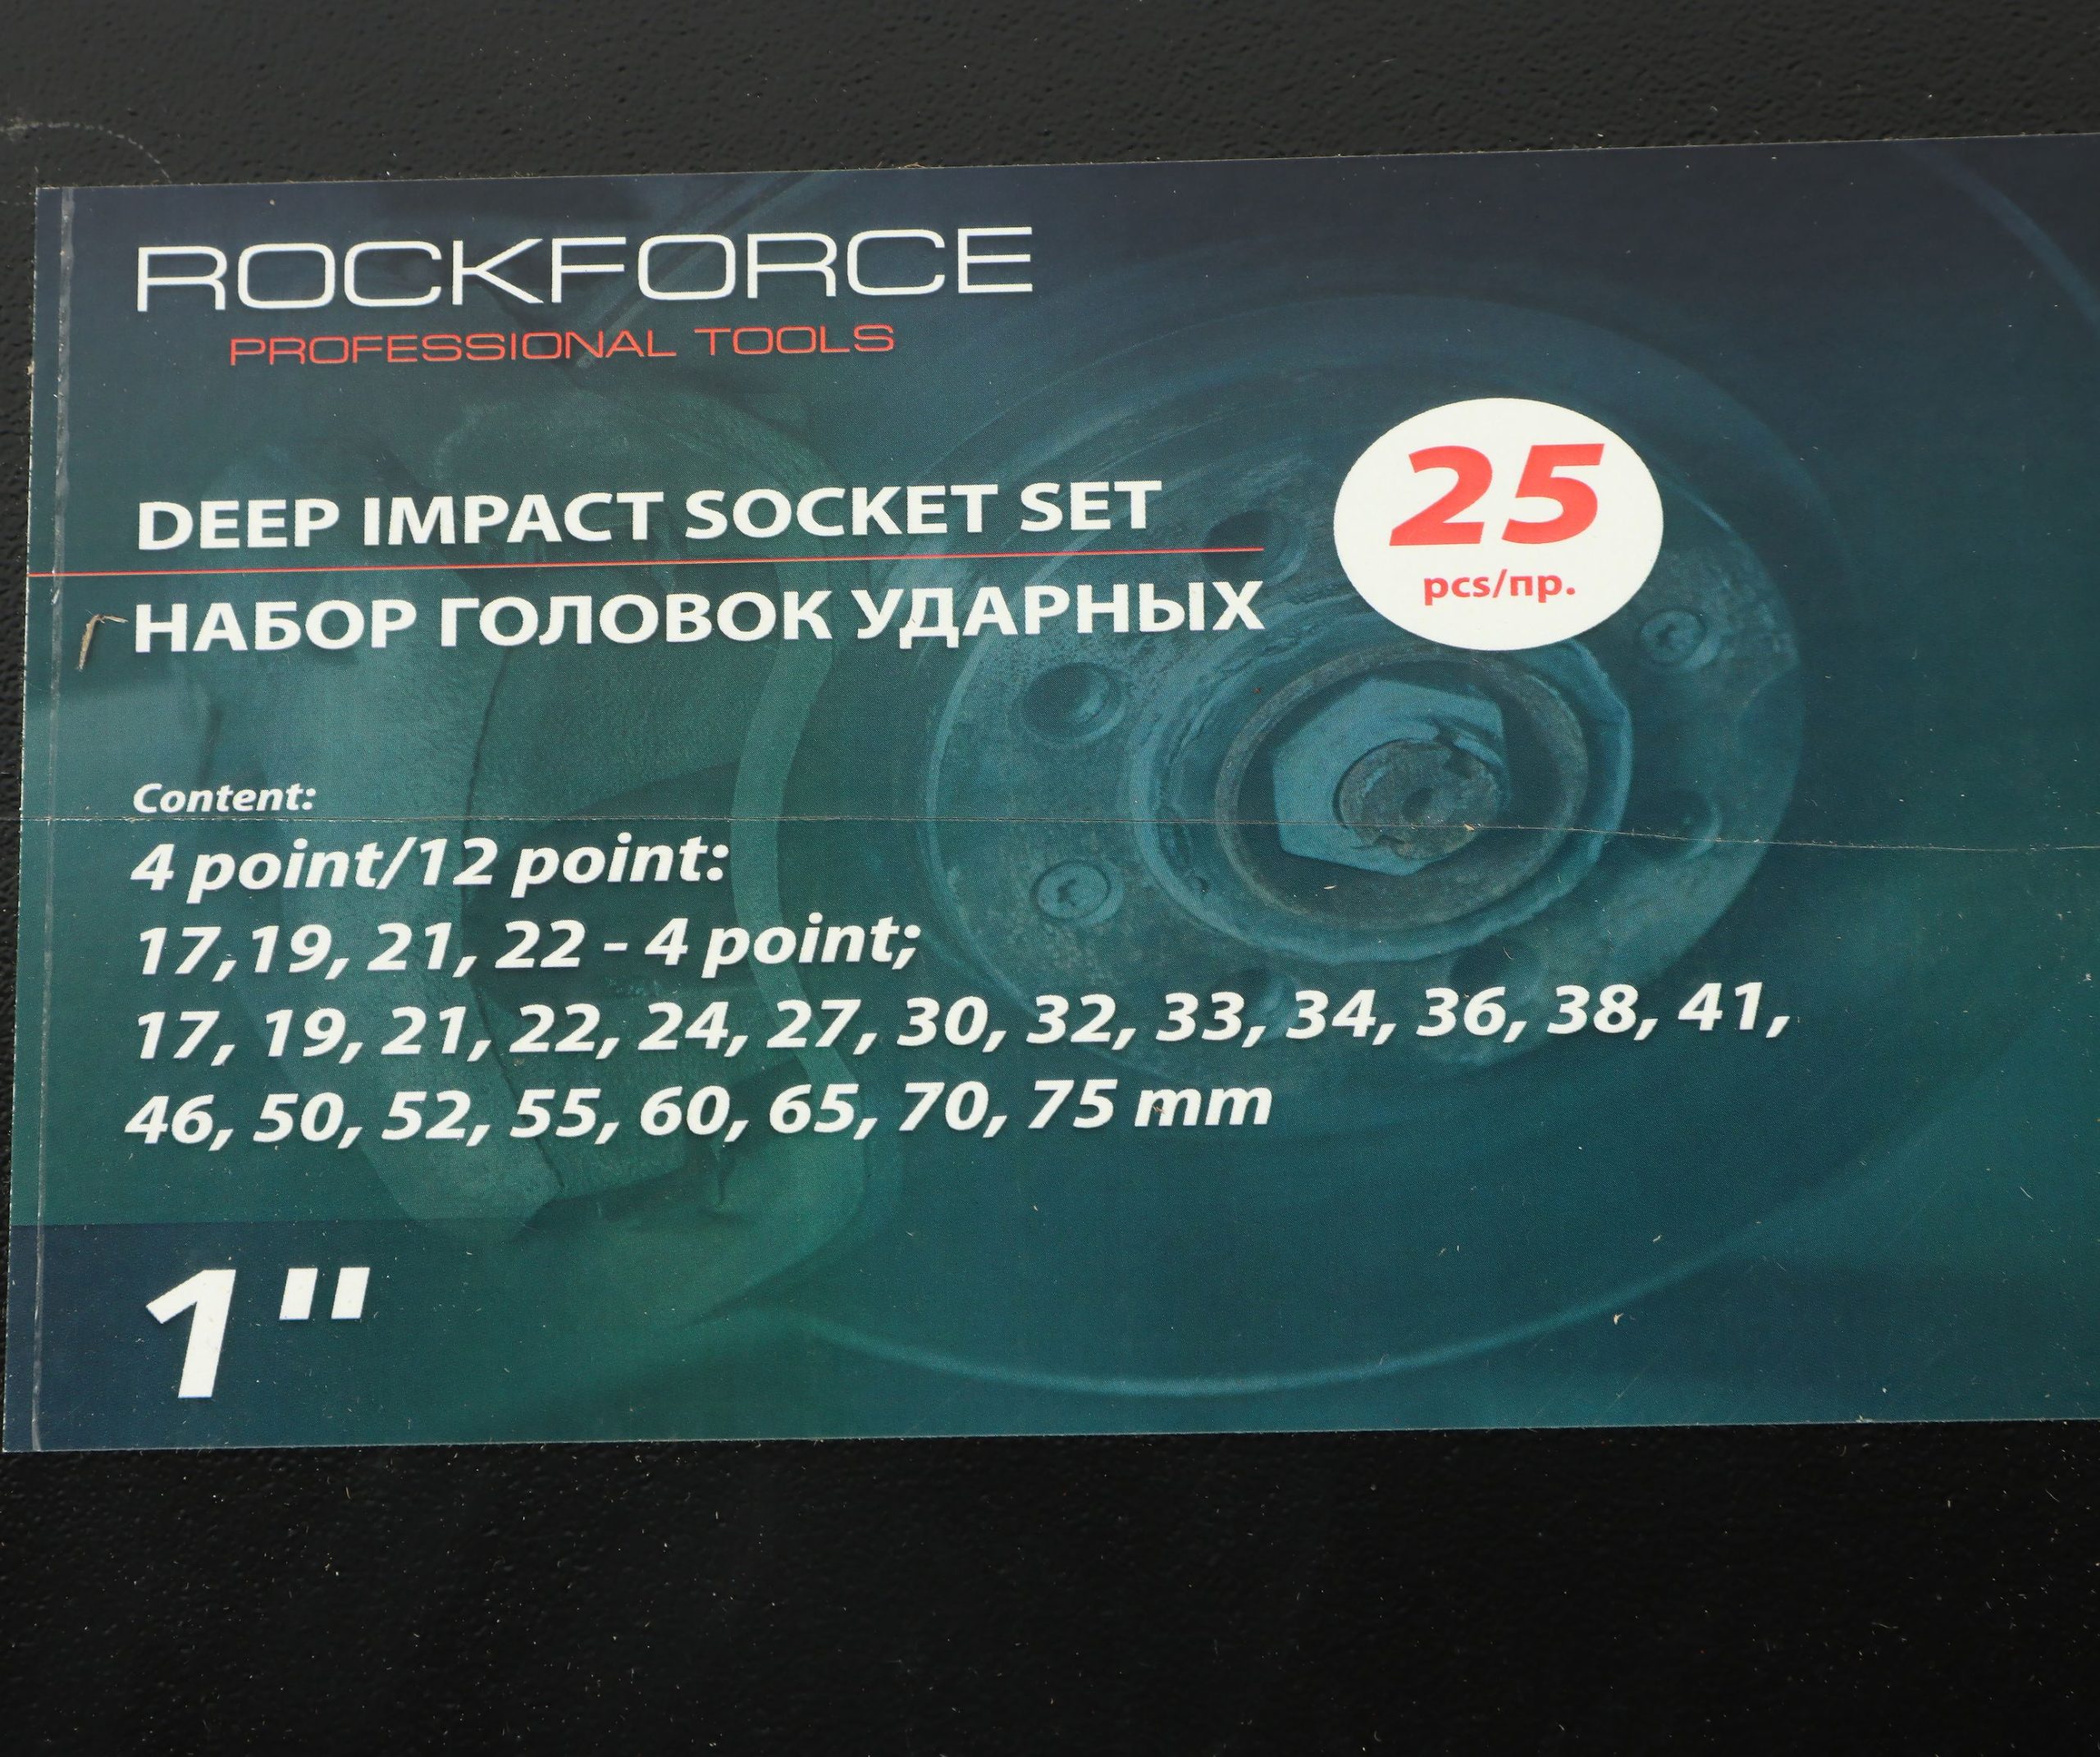 ROCKFORCE
PROFESSIONAL TOOLS
DEEP IMPACT SOCKET SET
НАБОР ГОЛОВОК УДАРНЫХ
25
pcs/пр.
Content:
4 point/12 point:
17,19, 21, 22 - 4 point;
17, 19, 21, 22, 24, 27, 30, 32, 33, 34, 36, 38, 41,
46, 50, 52, 55, 60, 65, 70, 75 mm
1"